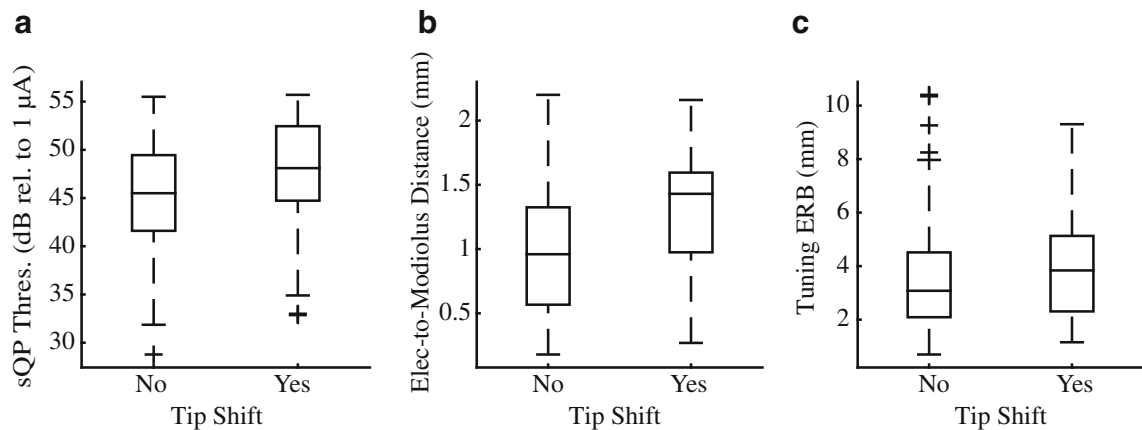 a
b
c
sQP Thres. (dB rel. to 1 µA)
55
50
45
40
35
30
No
Yes
Tip Shift
Elec-to-Modiolus Distance (mm)
2
1.5
1
0.5
No
Yes
Tip Shift
Tuning ERB (mm)
10
8
6
4
2
No
Yes
Tip Shift